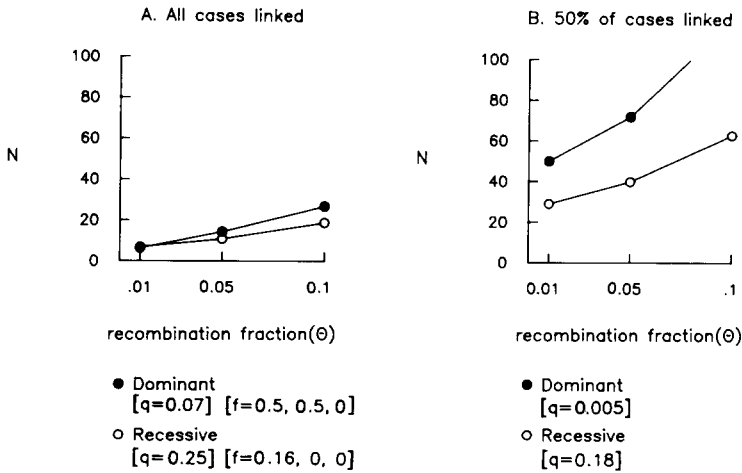 A. All cases linked
100
80
60
40
20
0
N
.01 0.05 0.1
recombination fraction(Θ)
● Dominant
[q=0.07] [f=0.5, 0.5, 0]
○ Recessive
[q=0.25] [f=0.16, 0, 0]
B. 50% of cases linked
100
80
60
40
20
0
N
0.01 0.05 .1
recombination fraction(Θ)
● Dominant
[q=0.005]
○ Recessive
[q=0.18]